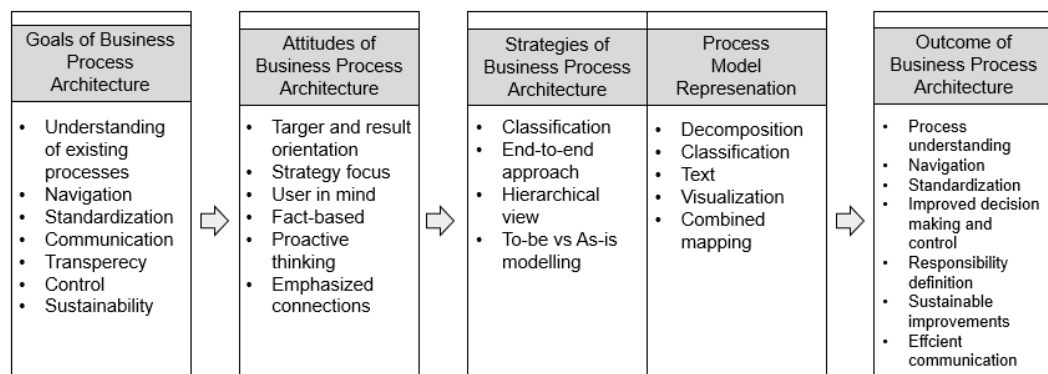 Goals of Business
Process
Architecture
• Understanding
of existing
processes
• Navigation
• Standardization
• Communication
• Transperecy
• Control
• Sustainability
Attitudes of
Business Process
Architecture
• Targer and result
orientation
• Strategy focus
• User in mind
• Fact-based
• Proactive
thinking
• Emphasized
connections
Strategies of
Business Process
Architecture
• Classification
• End-to-end
approach
• Hierarchical
view
• To-be vs As-is
modelling
Process
Model
Represenation
• Decomposition
• Classification
• Text
• Visualization
• Combined
mapping
Outcome of
Business Process
Architecture
• Process
understanding
• Navigation
• Standardization
• Improved decision
making and
control
• Responsibility
definition
• Sustainable
improvements
• Effcient
communication